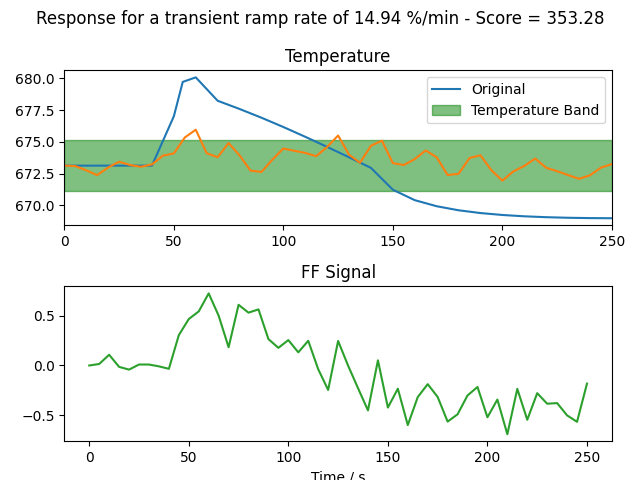 Response for a transient ramp rate of 14.94 %/min - Score = 353.28
Temperature
680.0
677.5
675.0
672.5
670.0
Original
Temperature Band
0 50 100 150 200 250
FF Signal
0.5
0.0
−0.5
0 50 100 150 200 250
Time / s